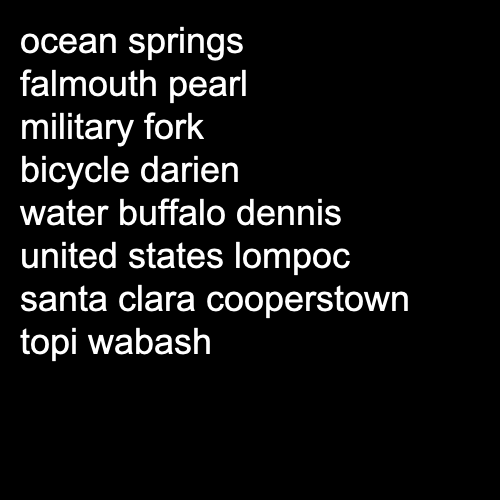 ocean springs
falmouth pearl
military fork
bicycle darien
water buffalo dennis
united states lompoc
santa clara cooperstown
topi wabash